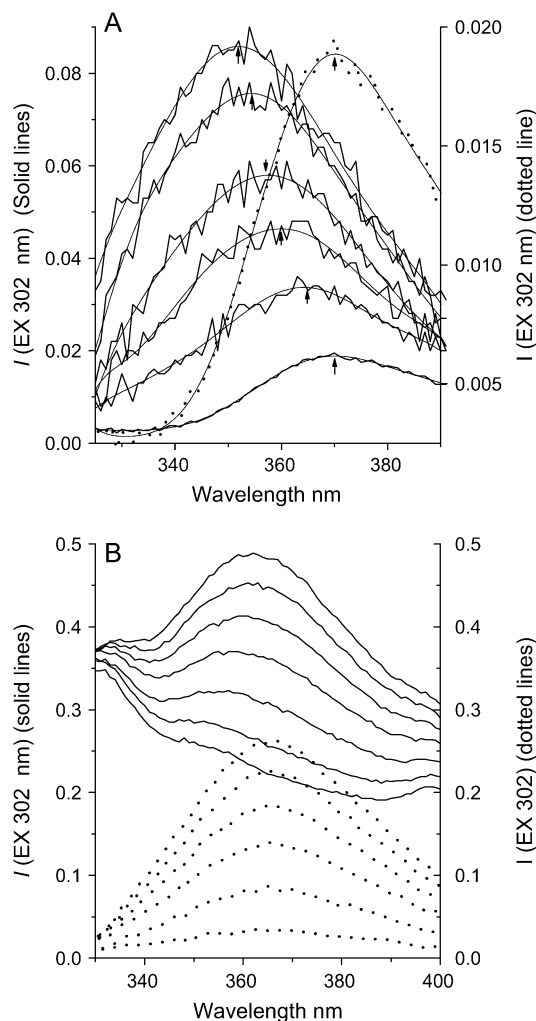 A
0.08
0.06
0.04
0.02
0.00
I (EX 302 nm) (Solid lines)
0.020
0.015
0.010
0.005
I (EX 302 nm) (dotted line)
340 360 380
Wavelength nm
B
0.5
0.4
0.3
0.2
0.1
0.0
I (EX 302 nm) (solid lines)
0.5
0.4
0.3
0.2
0.1
0.0
I (EX 302) (dotted lines)
340 360 380 400
Wavelength nm